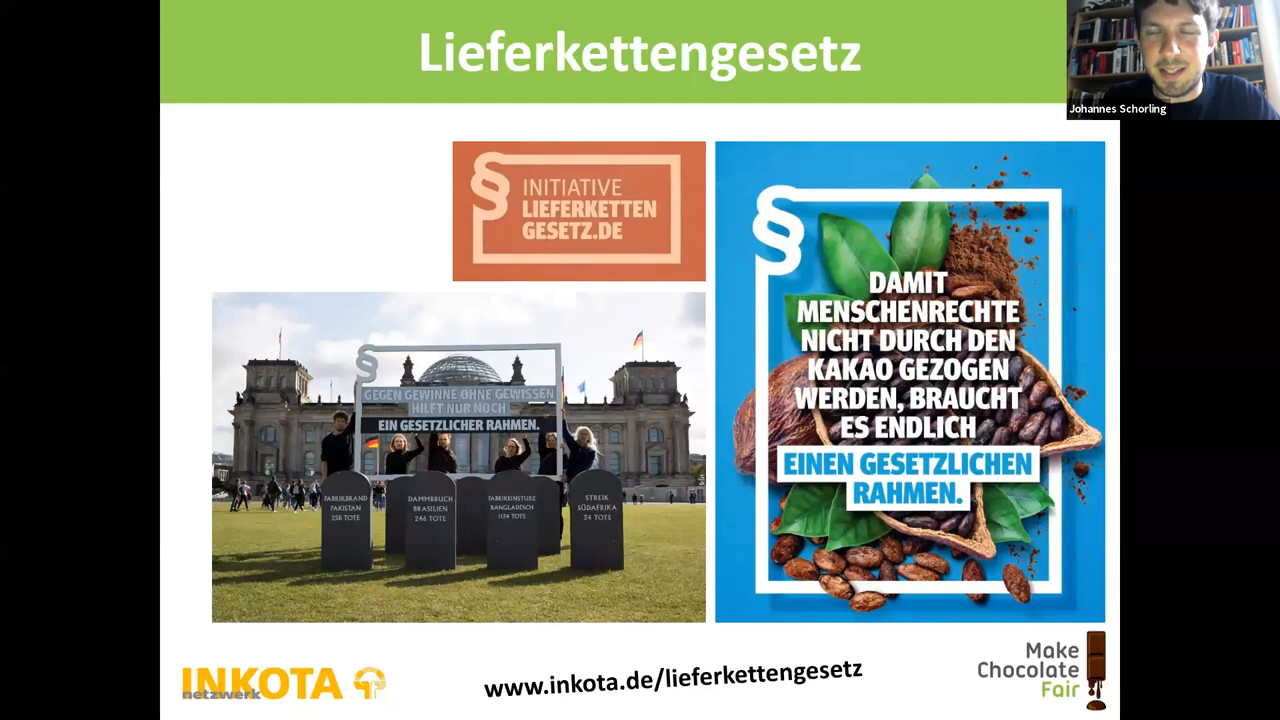 Lieferkettengesetz
Johannes Schorling
§ INITIATIVE
LIEFERKETTEN
GESETZ.DE
§
DAMIT
MENSCHENRECHTE
NICHT DURCH DEN
KAKAO GEZOGEN
WERDEN, BRAUCHT
ES ENDLICH
EINEN GESETZLICHEN
RAHMEN.
§
GEGEN GEWINNE OHNE GEWISSEN
HILFT NUR NOCH
EIN GESETZLICHER RAHMEN.
FABRIKBRAND
PAKISTAN
258 TOTE
DAMMBRUCH
BRASILIEN
246 TOTE
FABRIKEINSTURZ
BANGLADESCH
1134 TOTE
STREIK
SÜDAFRIKA
34 TOTE
INKOTA
netzwerk
www.inkota.de/lieferkettengesetz
Make
Chocolate
Fair